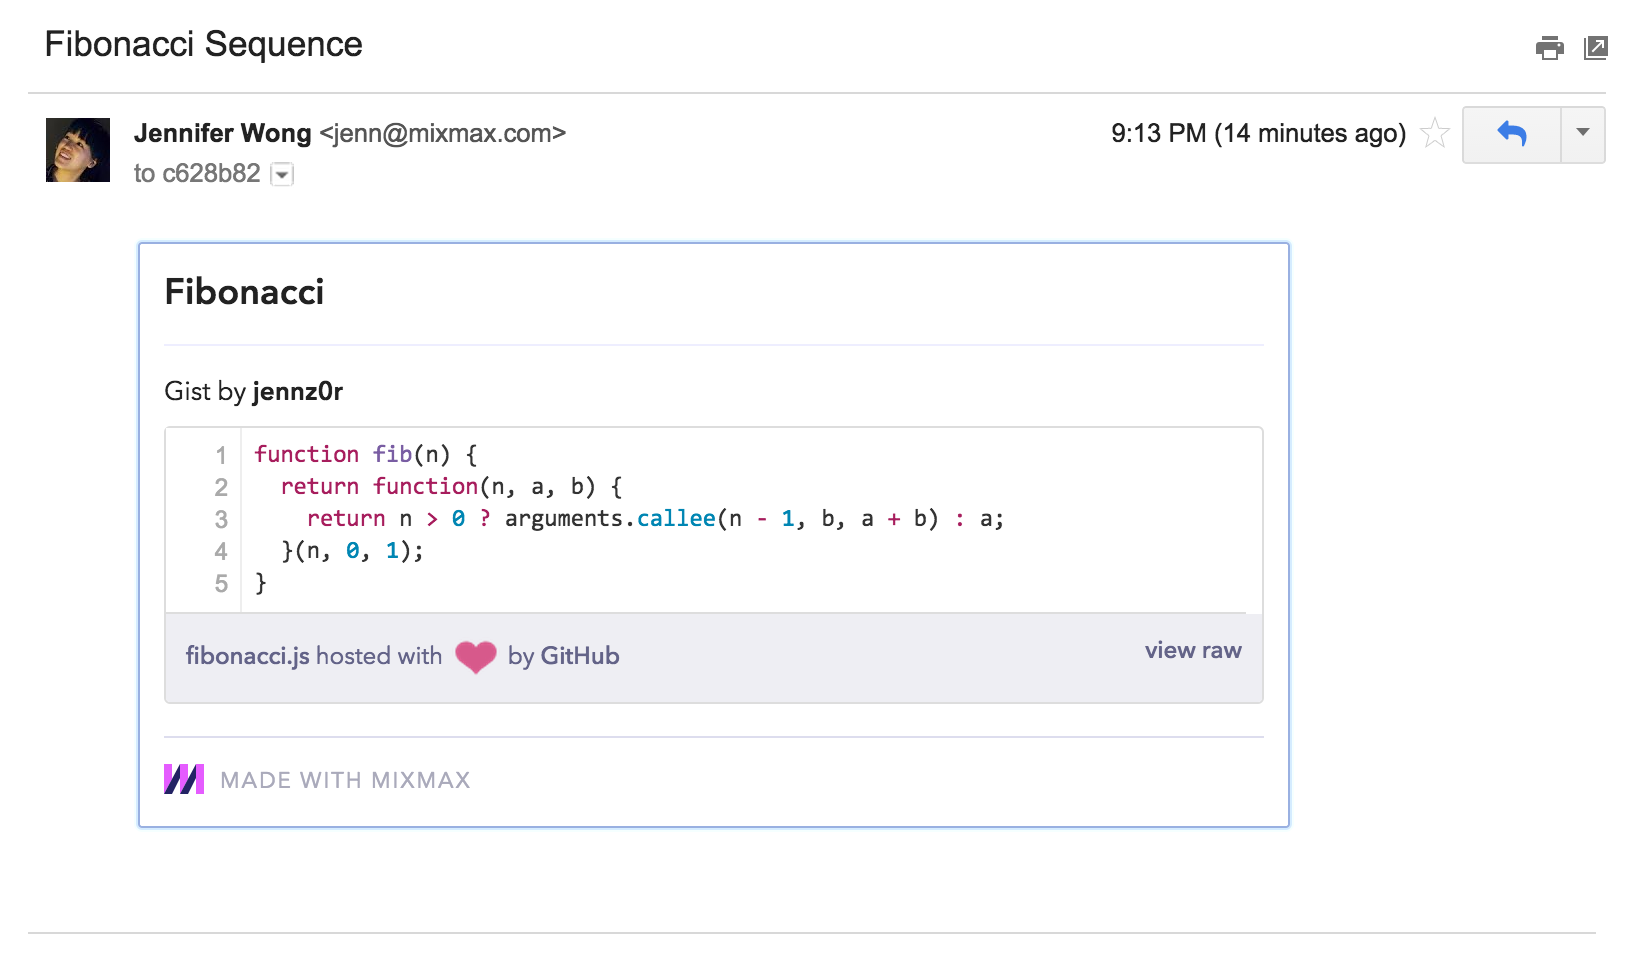 Fibonacci Sequence
Jennifer Wong <jenn@mixmax.com>
9:13 PM (14 minutes ago)
to c628b82
Fibonacci
Gist by jennz0r
1 function fib(n) {
2   return function(n, a, b) {
3     return n > 0 ? arguments.callee(n - 1, b, a + b) : a;
4   }(n, 0, 1);
5 }
fibonacci.js hosted with ❤ by GitHub
view raw
MADE WITH MIXMAX